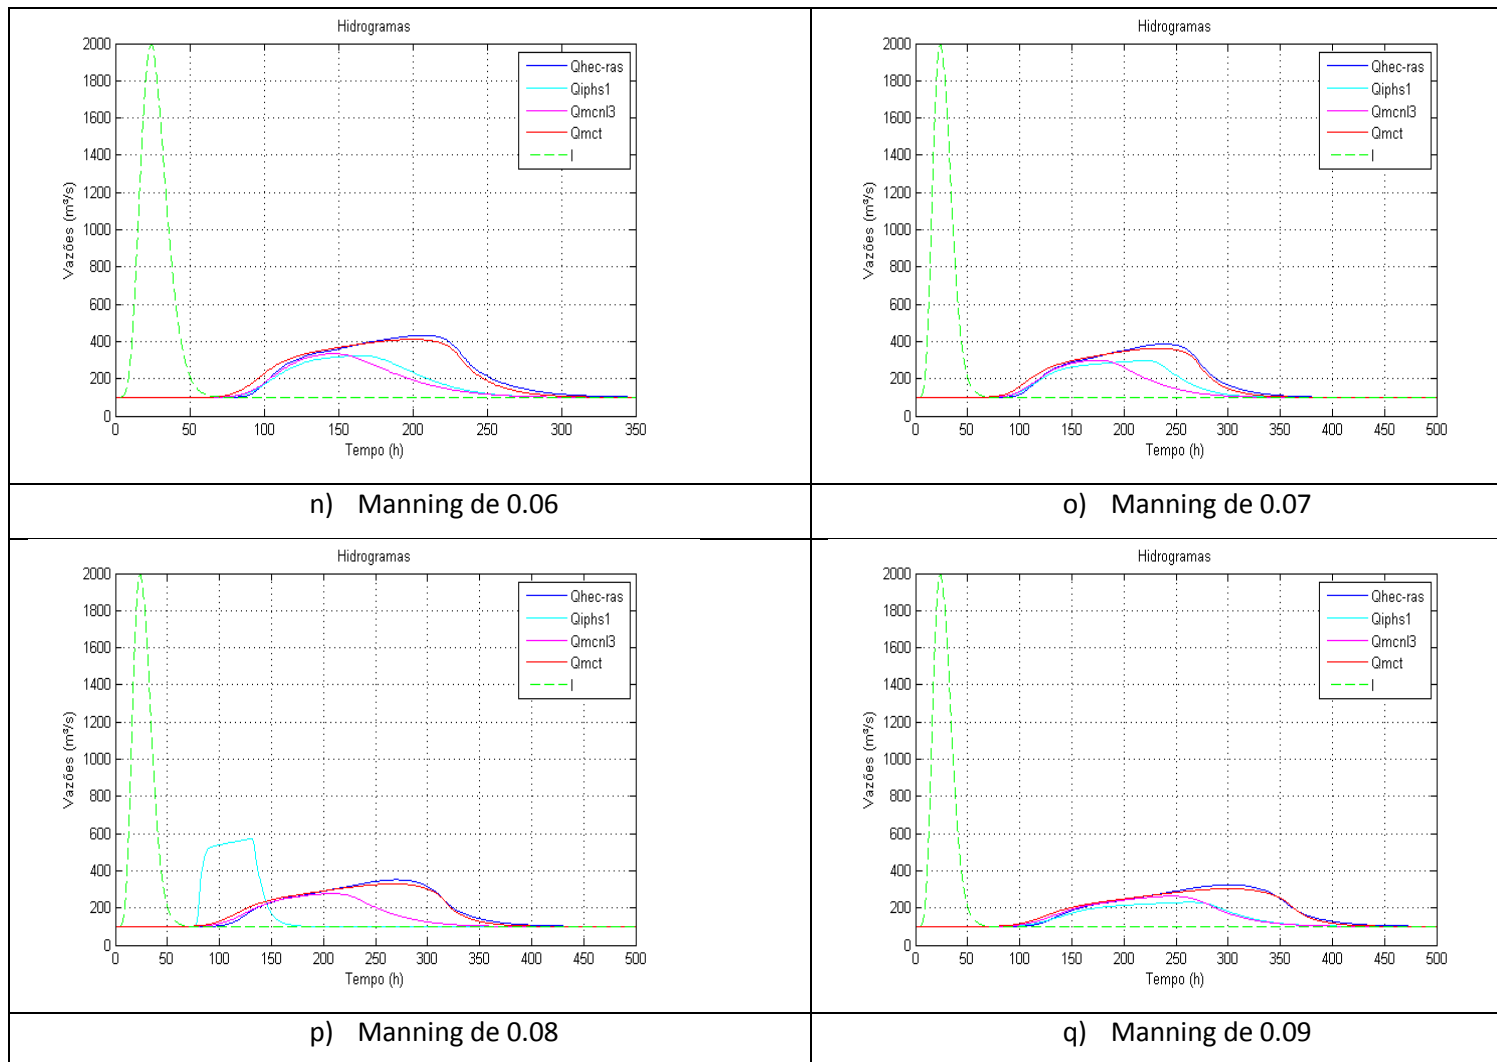 Hidrogramas
2000
1800
1600
1400
1200
1000
800
600
400
200
0
Vazões (m³/s)
0 50 100 150 200 250 300 350
Tempo (h)
Qhec-ras
Qiphs1
Qmcnl3
Qmct
I
n) Manning de 0.06
Hidrogramas
2000
1800
1600
1400
1200
1000
800
600
400
200
0
Vazões (m³/s)
0 50 100 150 200 250 300 350 400 450 500
Tempo (h)
Qhec-ras
Qiphs1
Qmcnl3
Qmct
I
o) Manning de 0.07
Hidrogramas
2000
1800
1600
1400
1200
1000
800
600
400
200
0
Vazões (m³/s)
0 50 100 150 200 250 300 350 400 450 500
Tempo (h)
Qhec-ras
Qiphs1
Qmcnl3
Qmct
I
p) Manning de 0.08
Hidrogramas
2000
1800
1600
1400
1200
1000
800
600
400
200
0
Vazões (m³/s)
0 50 100 150 200 250 300 350 400 450 500
Tempo (h)
Qhec-ras
Qiphs1
Qmcnl3
Qmct
I
q) Manning de 0.09